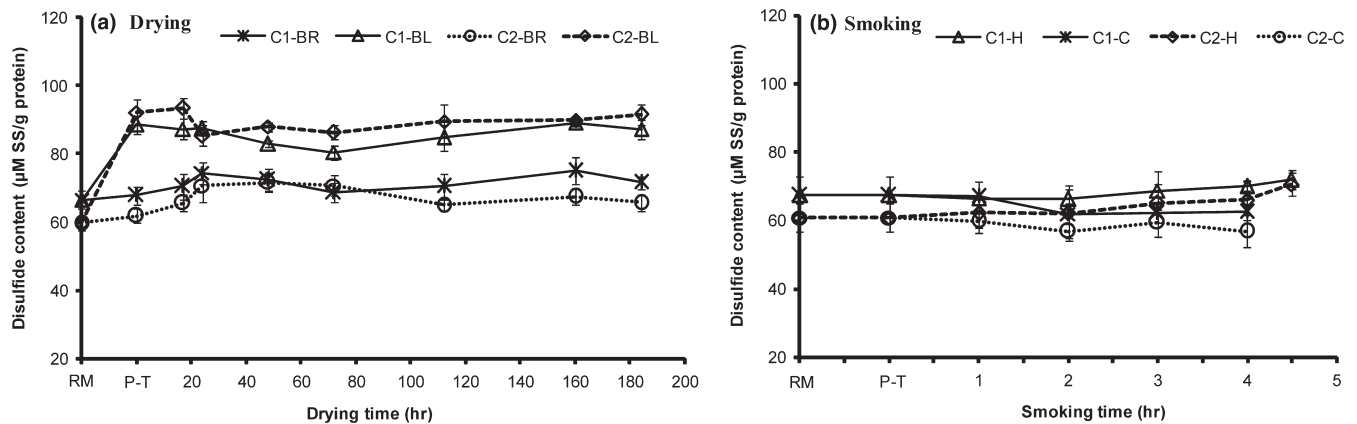 (a) Drying
C1-BR C1-BL C2-BR C2-BL
Disulfide content (µM SS/g protein)
120
100
80
60
40
20
RM P-T 20 40 60 80 100 120 140 160 180 200
Drying time (hr)
(b) Smoking
C1-H C1-C C2-H C2-C
Disulfide content (µM SS/g protein)
120
100
80
60
40
20
RM P-T 1 2 3 4 5
Smoking time (hr)